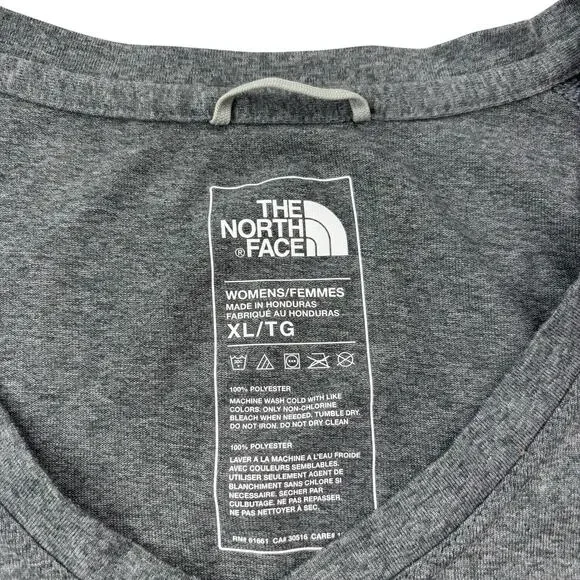 THE
NORTH
® FACE
WOMENS/FEMMES
MADE IN HONDURAS
FABRIQUÉ AU HONDURAS
XL/TG
100% POLYESTER
MACHINE WASH COLD WITH LIKE
COLORS: ONLY NON-CHLORINE
BLEACH WHEN NEEDED. TUMBLE DRY.
DO NOT IRON. DO NOT DRY CLEAN
100% POLYESTER
LAVER A LA MACHINE A L'EAU FROIDE
AVEC COULEURS SEMBLABLES.
UTILISER SEULEMENT AGENT DE
BLANCHIMENT SANS CHLORE SI
NECESSAIRE. SECHER PAR
CULBUTAGE. NE PAS REPASSER.
NE PAS NETTOYER À SEC.
RN# 61661 CA# 30516 CARE#